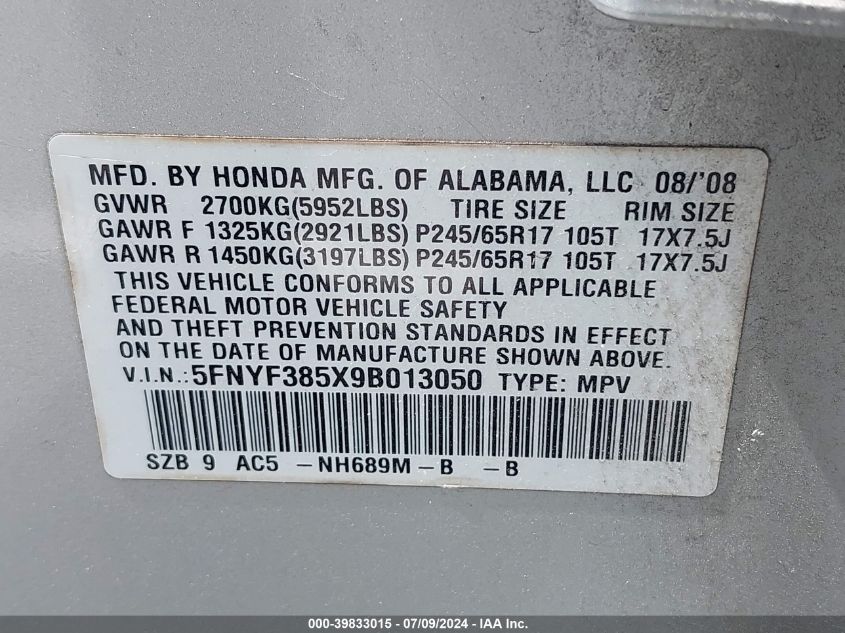 MFD. BY HONDA MFG. OF ALABAMA, LLC 08/'08
GVWR 2700KG(5952LBS) TIRE SIZE RIM SIZE
GAWR F 1325KG(2921LBS) P245/65R17 105T 17X7.5J
GAWR R 1450KG(3197LBS) P245/65R17 105T 17X7.5J
THIS VEHICLE CONFORMS TO ALL APPLICABLE
FEDERAL MOTOR VEHICLE SAFETY
AND THEFT PREVENTION STANDARDS IN EFFECT
ON THE DATE OF MANUFACTURE SHOWN ABOVE.
V.I.N.:5FNYF385X9B013050 TYPE: MPV
SZB 9 AC5 -NH689M-B -B
000-39833015 - 07/09/2024 - IAA Inc.